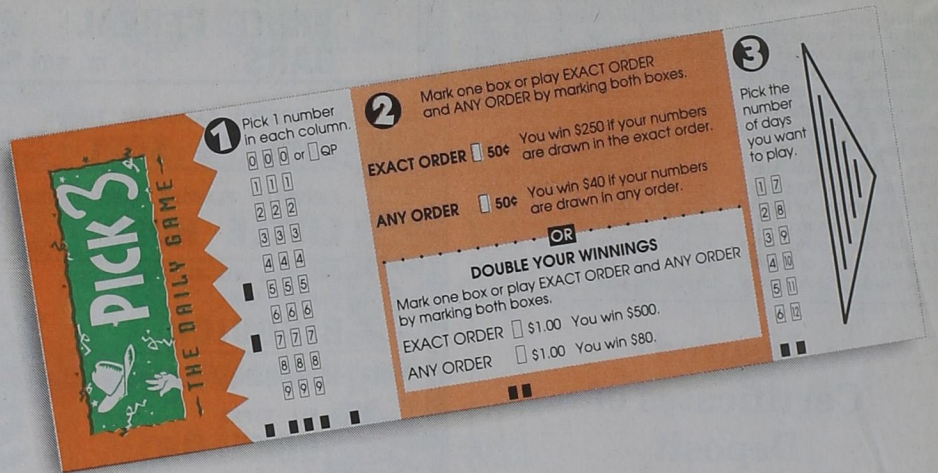 PICK 3
—THE DAILY GAME—
1
Pick 1 number
in each column.
0 0 0 or QP
1 1 1
2 2 2
3 3 3
4 4 4
5 5 5
6 6 6
7 7 7
8 8 8
9 9 9
2
Mark one box or play EXACT ORDER
and ANY ORDER by marking both boxes.
EXACT ORDER 50¢ You win $250 if your numbers
are drawn in the exact order.
ANY ORDER 50¢ You win $40 if your numbers
are drawn in any order.
OR
DOUBLE YOUR WINNINGS
Mark one box or play EXACT ORDER and ANY ORDER
by marking both boxes.
EXACT ORDER $1.00 You win $500.
ANY ORDER $1.00 You win $80.
3
Pick the
number
of days
you want
to play.
1 7
2 8
3 9
4 10
5 11
6 12